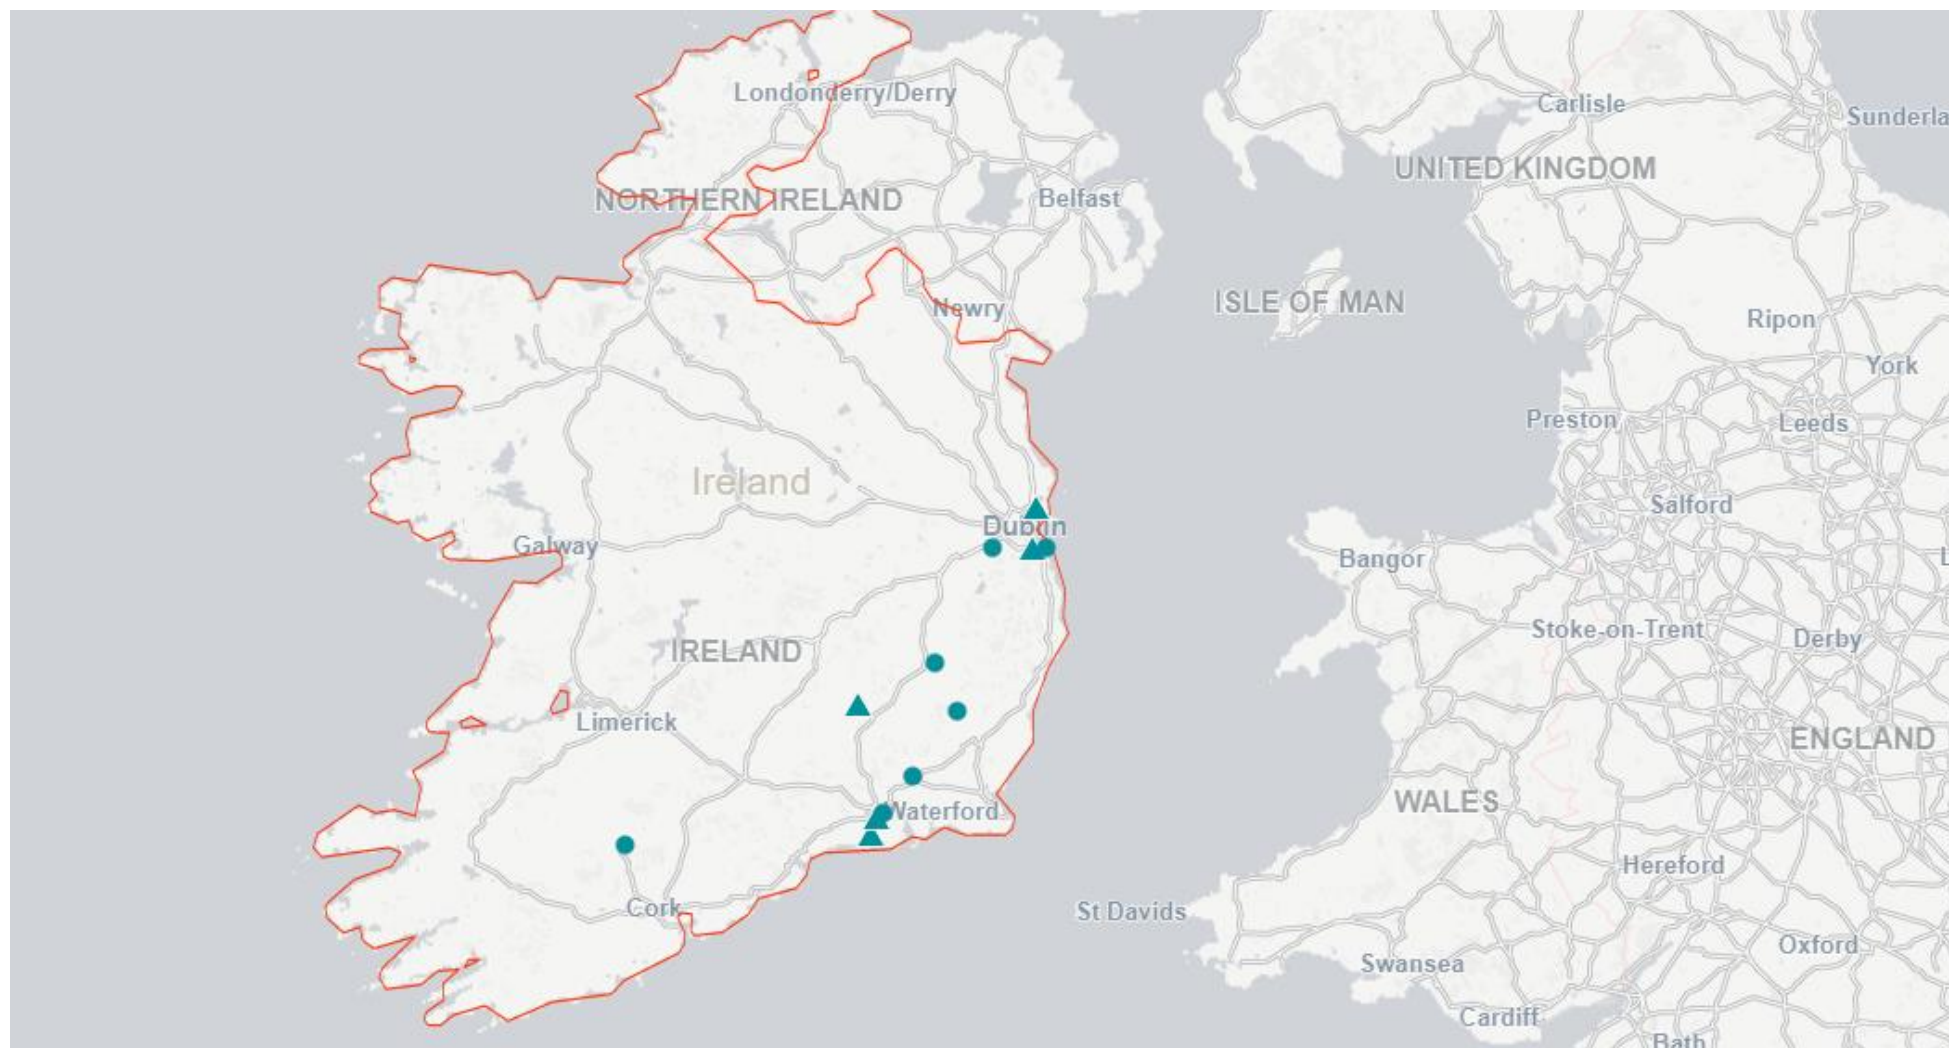 Londonderry/Derry
Carlisle
Sunderla
UNITED KINGDOM
NORTHERN IRELAND
Belfast
ISLE OF MAN
Newry
Ripon
York
Preston
Leeds
Ireland
Salford
Dublin
Galway
Bangor
L
Stoke-on-Trent
Derby
IRELAND
Limerick
ENGLAND
WALES
Waterford
Hereford
Cork
St Davids
Oxford
Swansea
Cardiff
Bath